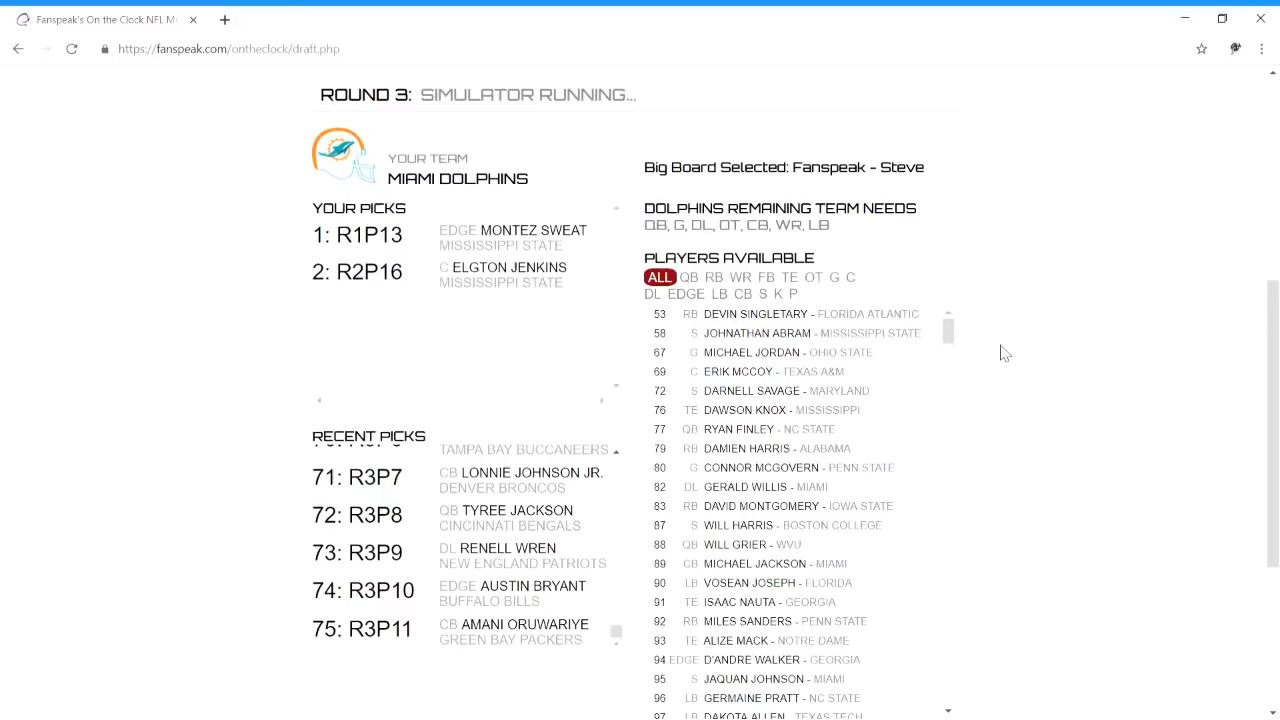 Fanspeak's On the Clock NFL M
https://fanspeak.com/ontheclock/draft.php
ROUND 3: SIMULATOR RUNNING...
YOUR TEAM
MIAMI DOLPHINS
Big Board Selected: Fanspeak - Steve
YOUR PICKS
1: R1P13 EDGE MONTEZ SWEAT
MISSISSIPPI STATE
2: R2P16 C ELGTON JENKINS
MISSISSIPPI STATE
DOLPHINS REMAINING TEAM NEEDS
QB, G, DL, OT, CB, WR, LB
PLAYERS AVAILABLE
ALL QB RB WR FB TE OT G C
DL EDGE LB CB S K P
53 RB DEVIN SINGLETARY - FLORIDA ATLANTIC
58 S JOHNATHAN ABRAM - MISSISSIPPI STATE
67 G MICHAEL JORDAN - OHIO STATE
69 C ERIK MCCOY - TEXAS A&M
72 S DARNELL SAVAGE - MARYLAND
76 TE DAWSON KNOX - MISSISSIPPI
77 QB RYAN FINLEY - NC STATE
79 RB DAMIEN HARRIS - ALABAMA
80 G CONNOR MCGOVERN - PENN STATE
82 DL GERALD WILLIS - MIAMI
83 RB DAVID MONTGOMERY - IOWA STATE
87 S WILL HARRIS - BOSTON COLLEGE
88 QB WILL GRIER - WVU
89 CB MICHAEL JACKSON - MIAMI
90 LB VOSEAN JOSEPH - FLORIDA
91 TE ISAAC NAUTA - GEORGIA
92 RB MILES SANDERS - PENN STATE
93 TE ALIZE MACK - NOTRE DAME
94 EDGE D'ANDRE WALKER - GEORGIA
95 S JAQUAN JOHNSON - MIAMI
96 LB GERMAINE PRATT - NC STATE
97 LB DAKOTA ALLEN - TEXAS TECH
RECENT PICKS
TAMPA BAY BUCCANEERS
71: R3P7 CB LONNIE JOHNSON JR.
DENVER BRONCOS
72: R3P8 QB TYREE JACKSON
CINCINNATI BENGALS
73: R3P9 DL RENELL WREN
NEW ENGLAND PATRIOTS
74: R3P10 EDGE AUSTIN BRYANT
BUFFALO BILLS
75: R3P11 CB AMANI ORUWARIYE
GREEN BAY PACKERS